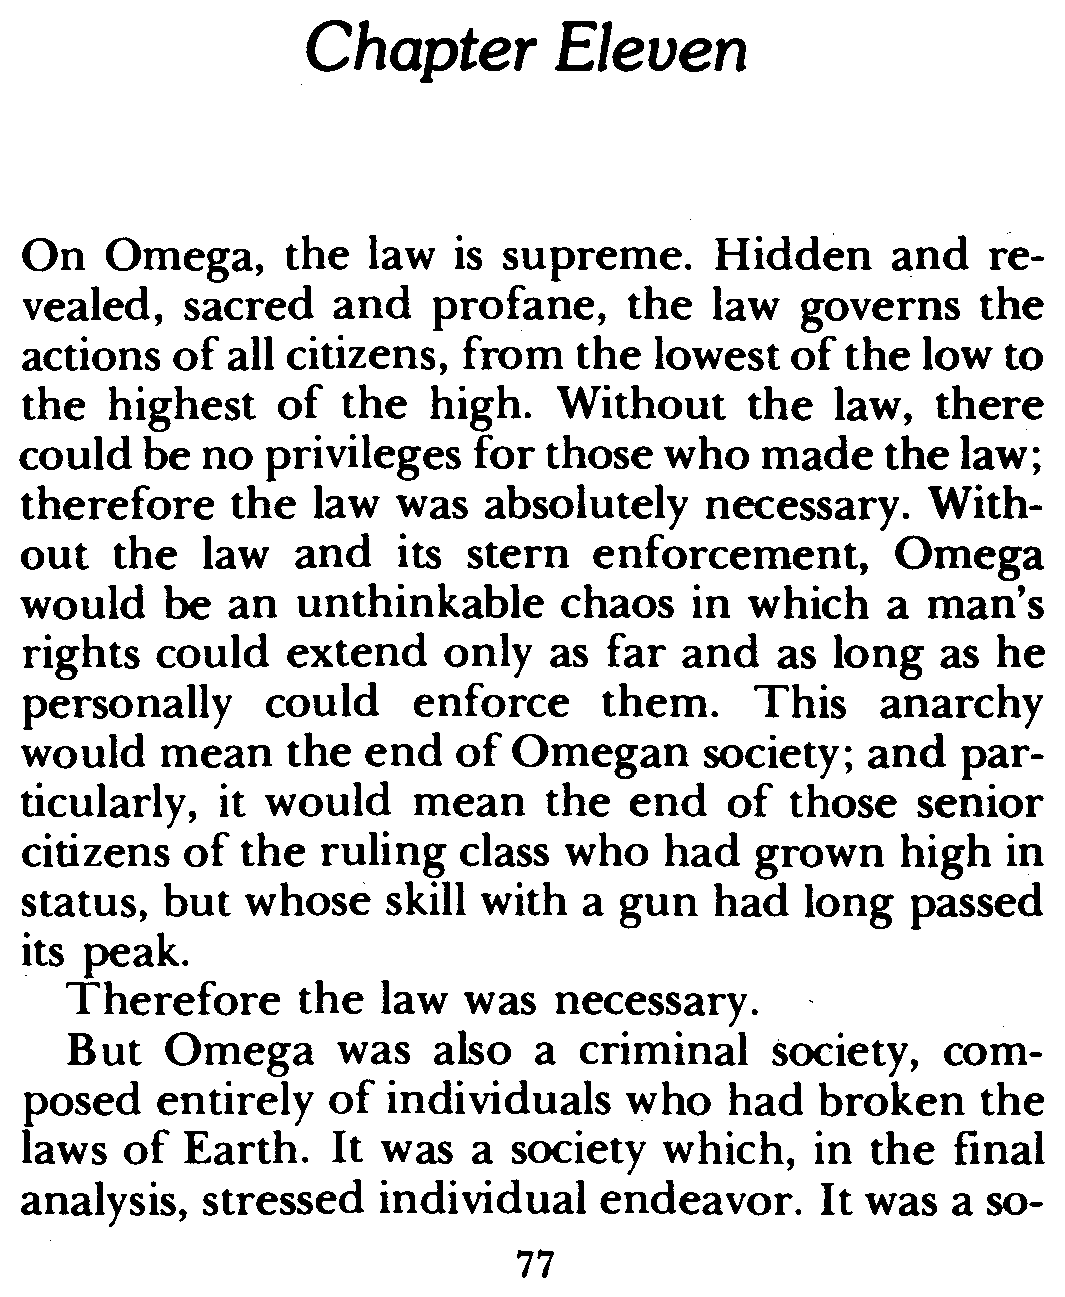 Chapter Eleven
On Omega, the law is supreme. Hidden and re-
vealed, sacred and profane, the law governs the
actions of all citizens, from the lowest of the low to
the highest of the high. Without the law, there
could be no privileges for those who made the law;
therefore the law was absolutely necessary. With-
out the law and its stern enforcement, Omega
would be an unthinkable chaos in which a man's
rights could extend only as far and as long as he
personally could enforce them. This anarchy
would mean the end of Omegan society; and par-
ticularly, it would mean the end of those senior
citizens of the ruling class who had grown high in
status, but whose skill with a gun had long passed
its peak.
Therefore the law was necessary.
But Omega was also a criminal society, com-
posed entirely of individuals who had broken the
laws of Earth. It was a society which, in the final
analysis, stressed individual endeavor. It was a so-
77